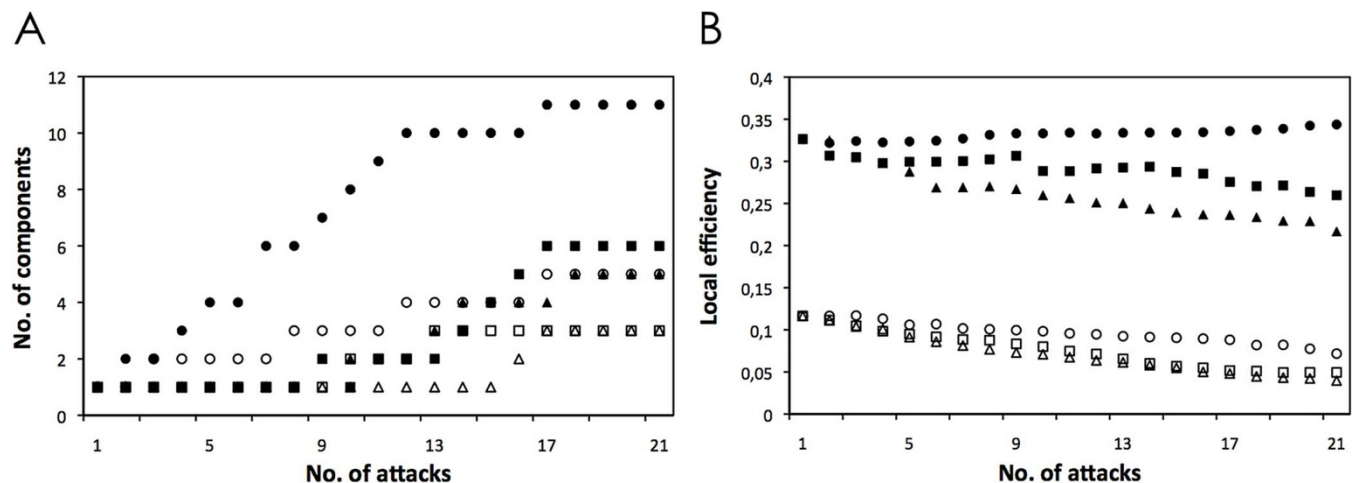 A
B
No. of components
12
10
8
6
4
2
0
1 5 9 13 17 21
No. of attacks
Local efficiency
0,4
0,35
0,3
0,25
0,2
0,15
0,1
0,05
0
1 5 9 13 17 21
No. of attacks